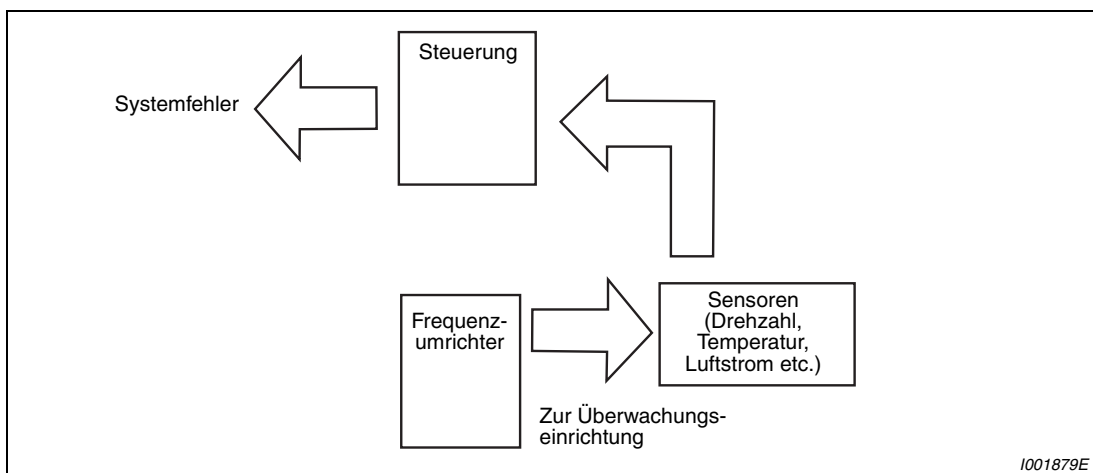 Steuerung
Systemfehler
Frequenz-
umrichter
Sensoren
(Drehzahl,
Temperatur,
Luftstrom etc.)
Zur Überwachungs-
einrichtung
I001879E